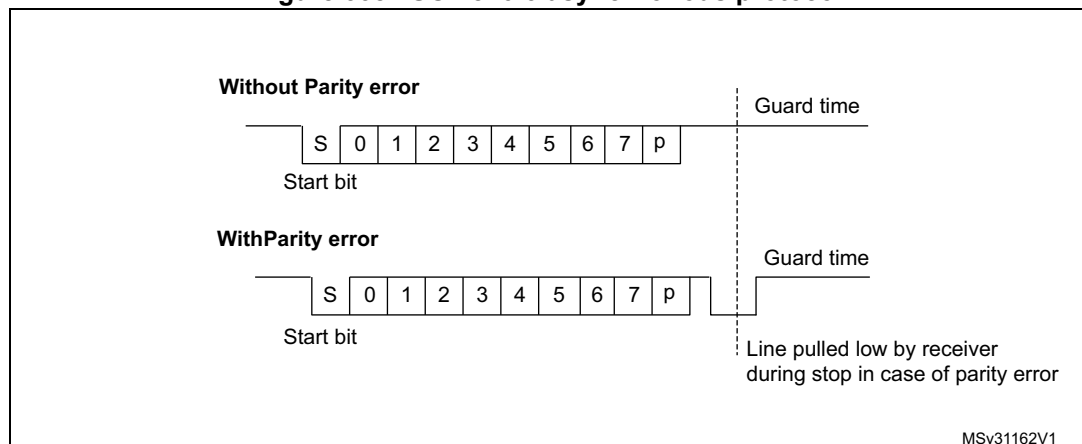 Without Parity error
Guard time
S 0 1 2 3 4 5 6 7 p
Start bit
WithParity error
Guard time
S 0 1 2 3 4 5 6 7 p
Start bit
Line pulled low by receiver
during stop in case of parity error
MSv31162V1